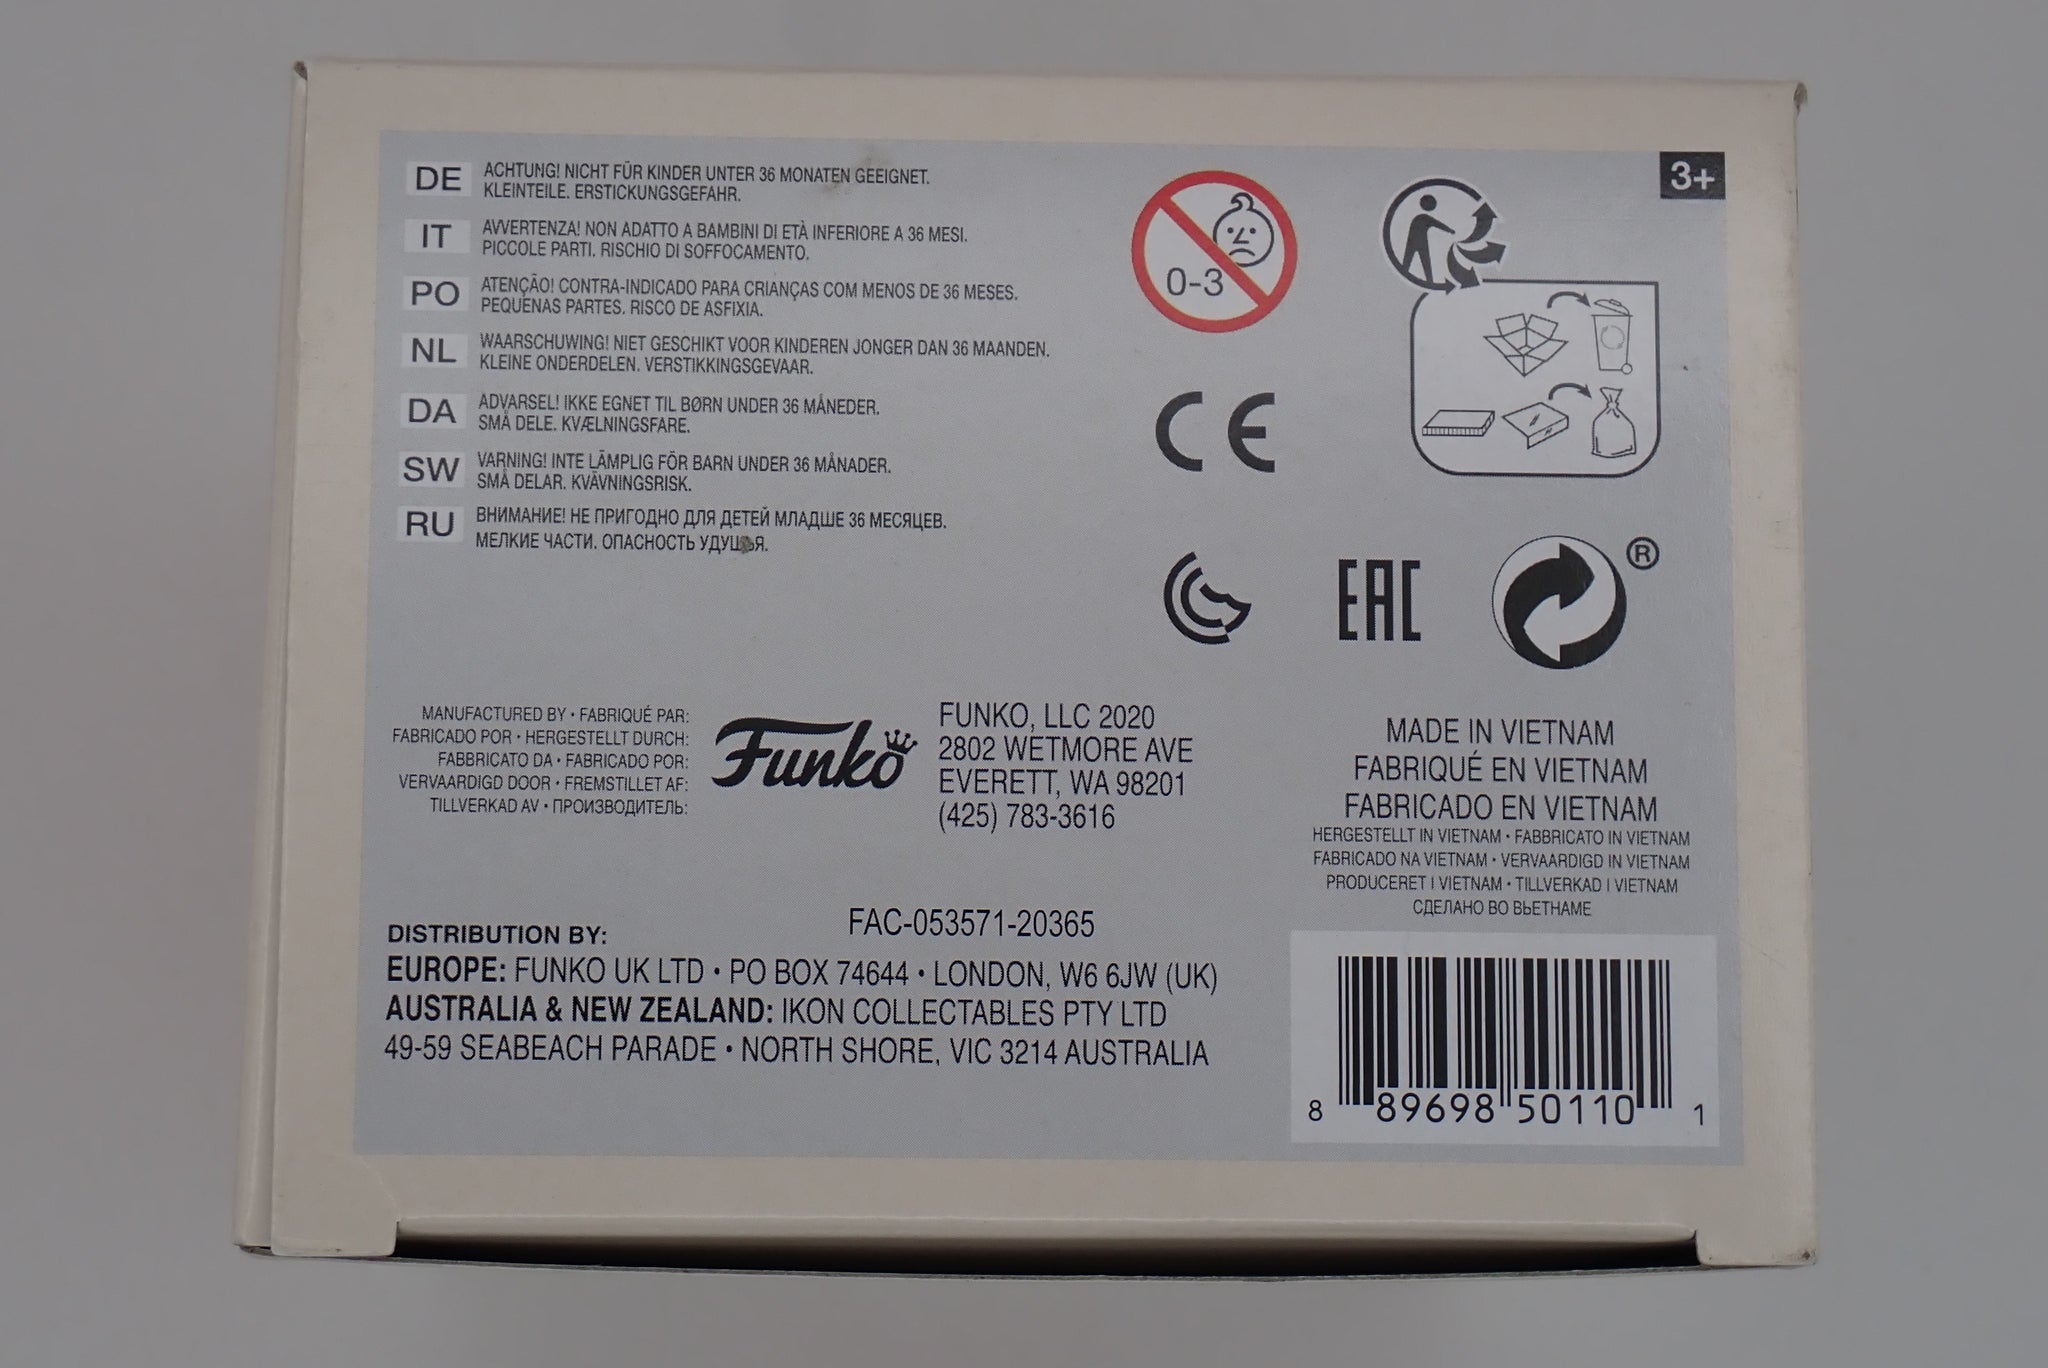 DE ACHTUNG! NICHT FÜR KINDER UNTER 36 MONATEN GEEIGNET.
KLEINTEILE. ERSTICKUNGSGEFAHR.
IT AVVERTENZA! NON ADATTO A BAMBINI DI ETÀ INFERIORE A 36 MESI.
PICCOLE PARTI. RISCHIO DI SOFFOCAMENTO.
PO ATENÇÃO! CONTRA-INDICADO PARA CRIANÇAS COM MENOS DE 36 MESES.
PEQUENAS PARTES. RISCO DE ASFIXIA.
NL WAARSCHUWING! NIET GESCHIKT VOOR KINDEREN JONGER DAN 36 MAANDEN.
KLEINE ONDERDELEN. VERSTIKKINGSGEVAAR.
DA ADVARSEL! IKKE EGNET TIL BØRN UNDER 36 MÅNEDER.
SMÅ DELE. KVÆLNINGSFARE.
SW VARNING! INTE LÄMPLIG FÖR BARN UNDER 36 MÅNADER.
SMÅ DELAR. KVÄVNINGSRISK.
RU ВНИМАНИЕ! НЕ ПРИГОДНО ДЛЯ ДЕТЕЙ МЛАДШЕ 36 МЕСЯЦЕВ.
МЕЛКИЕ ЧАСТИ. ОПАСНОСТЬ УДУШЬЯ.
0-3
3+
CE
EAC
®
MANUFACTURED BY • FABRIQUÉ PAR:
FABRICADO POR • HERGESTELLT DURCH:
FABBRICATO DA • FABRICADO POR:
VERVAARDIGD DOOR • FREMSTILLET AF:
TILLVERKAD AV • ПРОИЗВОДИТЕЛЬ:
Funko
FUNKO, LLC 2020
2802 WETMORE AVE
EVERETT, WA 98201
(425) 783-3616
MADE IN VIETNAM
FABRIQUÉ EN VIETNAM
FABRICADO EN VIETNAM
HERGESTELLT IN VIETNAM • FABBRICATO IN VIETNAM
FABRICADO NA VIETNAM • VERVAARDIGD IN VIETNAM
PRODUCERET I VIETNAM • TILLVERKAD I VIETNAM
СДЕЛАНО ВО ВЬЕТНАМЕ
FAC-053571-20365
DISTRIBUTION BY:
EUROPE: FUNKO UK LTD • PO BOX 74644 • LONDON, W6 6JW (UK)
AUSTRALIA & NEW ZEALAND: IKON COLLECTABLES PTY LTD
49-59 SEABEACH PARADE • NORTH SHORE, VIC 3214 AUSTRALIA
8 89698 50110 1